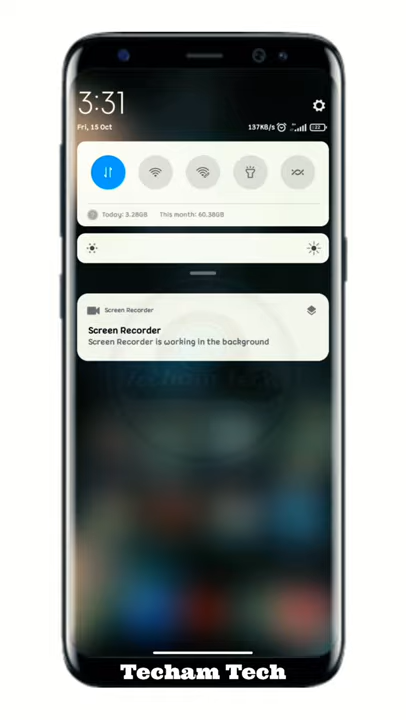 3:31
Fri, 15 Oct
137KB/s
Today: 3.28GB This month: 60.38GB
Screen Recorder
Screen Recorder
Screen Recorder is working in the background
Techam Tech